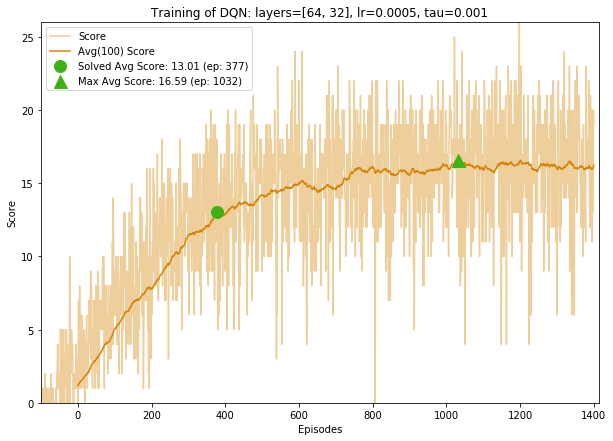 Training of DQN: layers=[64, 32], lr=0.0005, tau=0.001
Score
Avg(100) Score
Solved Avg Score: 13.01 (ep: 377)
Max Avg Score: 16.59 (ep: 1032)
25
20
15
10
5
0
Score
0 200 400 600 800 1000 1200 1400
Episodes